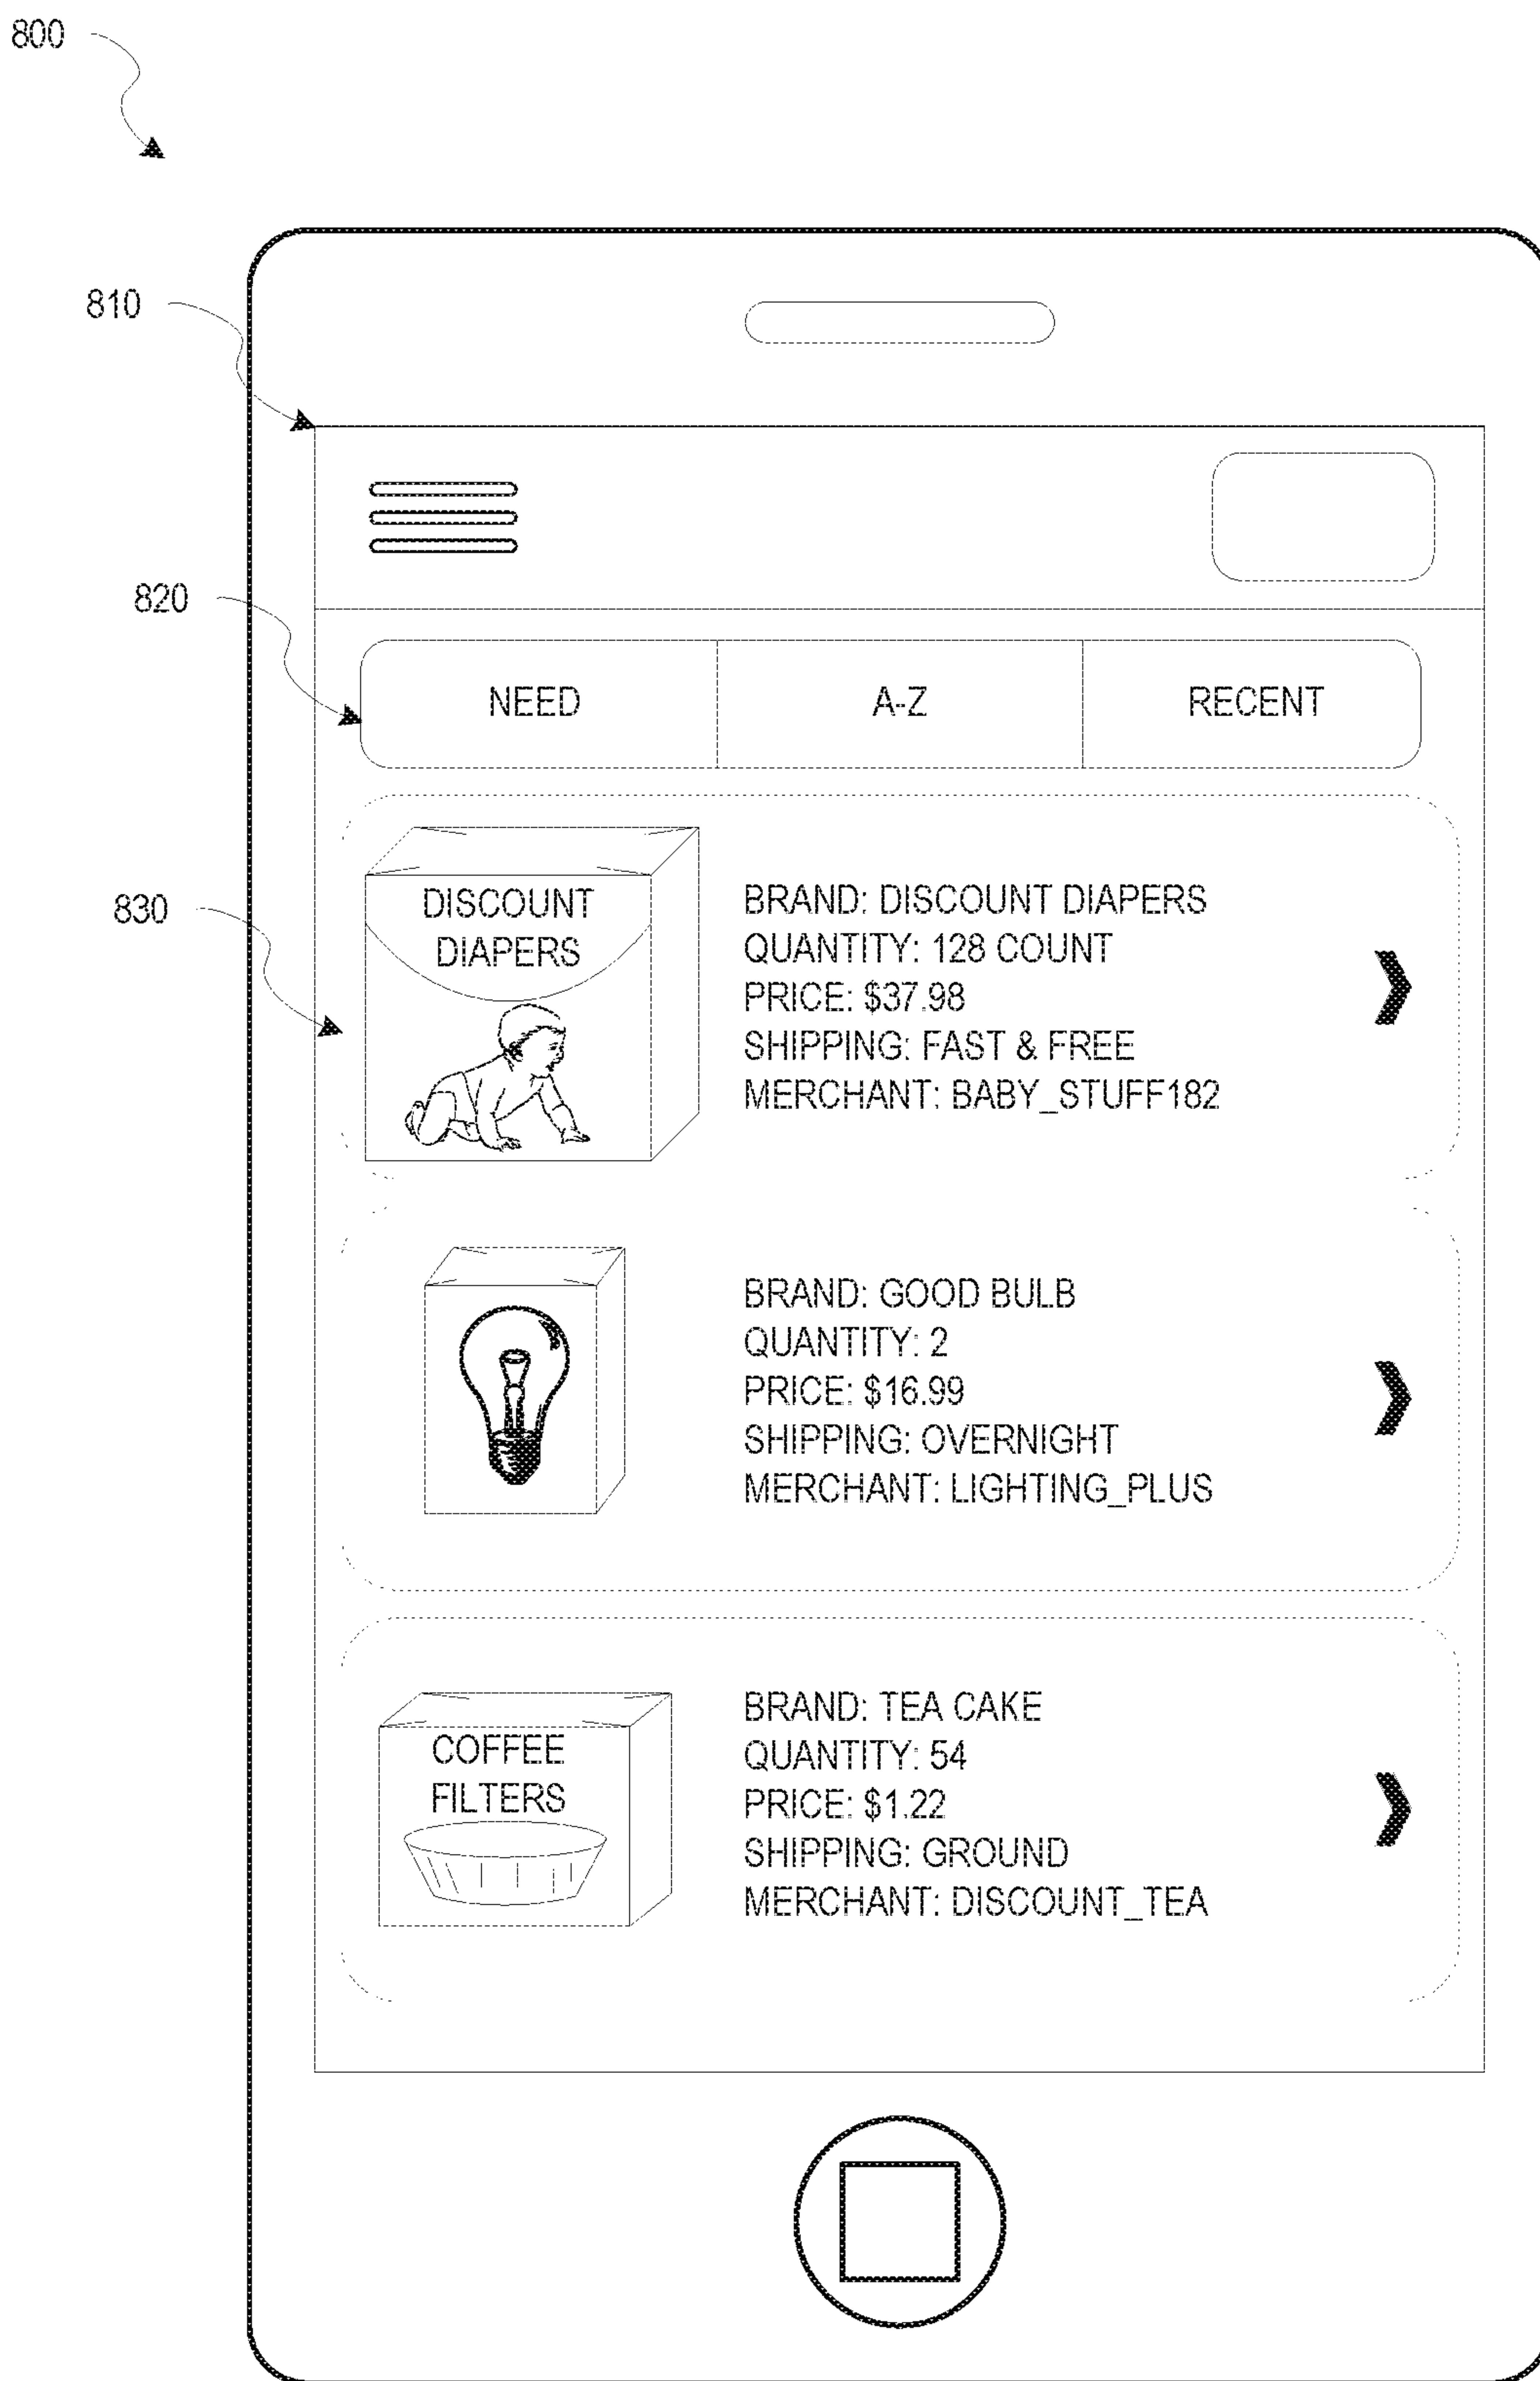 800
810
820
NEED A-Z RECENT
830
DISCOUNT
DIAPERS
BRAND: DISCOUNT DIAPERS
QUANTITY: 128 COUNT
PRICE: $37.98
SHIPPING: FAST & FREE
MERCHANT: BABY_STUFF182
BRAND: GOOD BULB
QUANTITY: 2
PRICE: $16.99
SHIPPING: OVERNIGHT
MERCHANT: LIGHTING_PLUS
COFFEE
FILTERS
BRAND: TEA CAKE
QUANTITY: 54
PRICE: $1.22
SHIPPING: GROUND
MERCHANT: DISCOUNT_TEA